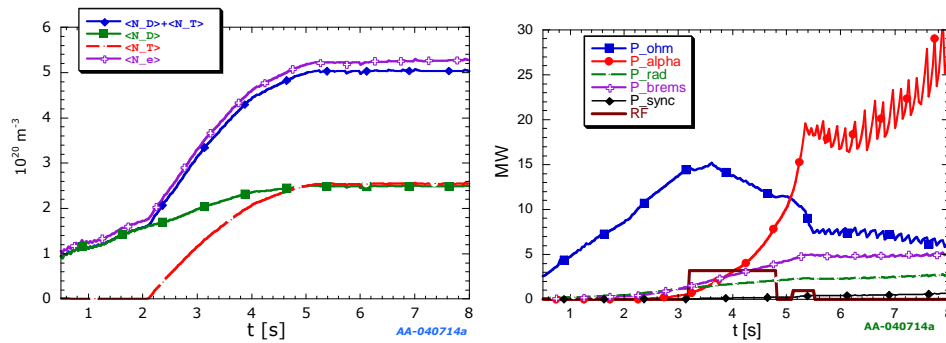 <N_D>+<N_T>
<N_D>
<N_T>
<N_e>
6
5
4
3
2
1
0
10^20 m^-3
1 2 3 4 5 6 7 8
t [s]
AA-040714a
P_ohm
P_alpha
P_rad
P_brems
P_sync
RF
30
25
20
15
10
5
0
MW
1 2 3 4 5 6 7 8
t [s]
AA-040714a